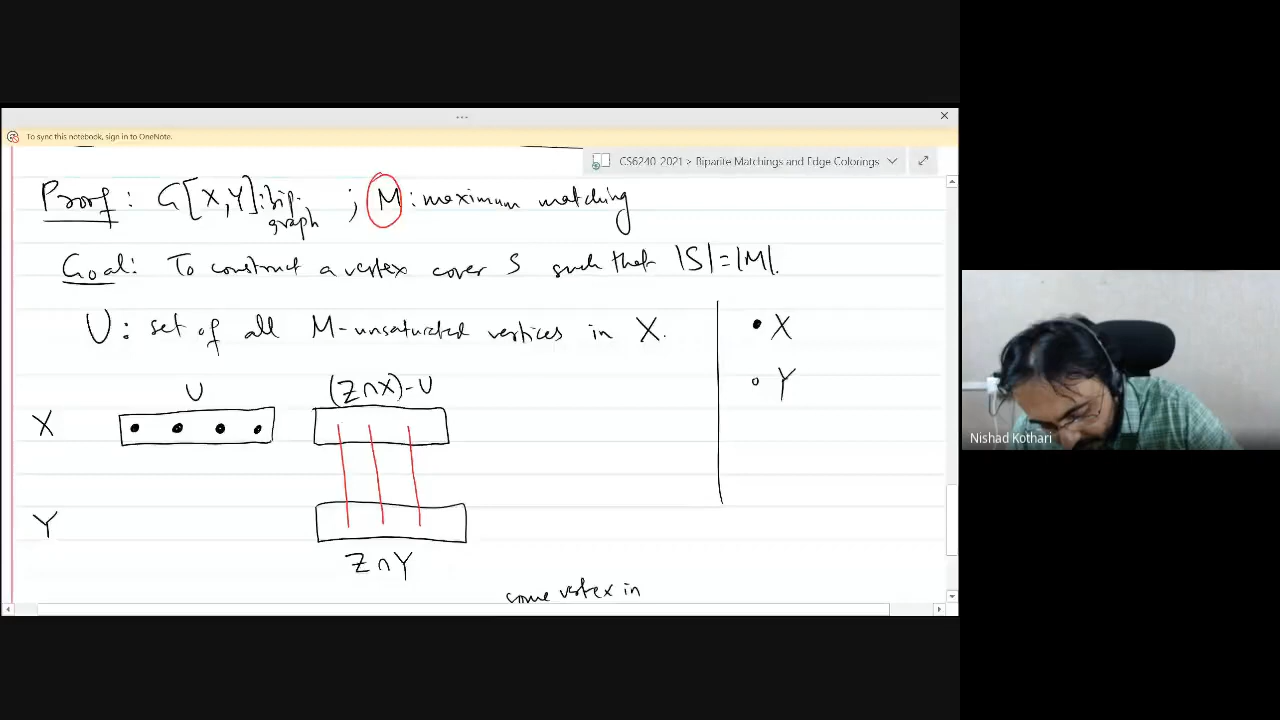 To sync this notebook, sign in to OneNote.
CS6240-2021 > Biparite Matchings and Edge Colorings
Proof: G[X,Y]: bip. graph ; M: maximum matching
Goal: To construct a vertex cover S such that |S|=|M|.
U: set of all M-unsaturated vertices in X.
• X
◦ Y
U (Z∩X)-U
X
Y
Z∩Y
some vertex in
Nishad Kothari